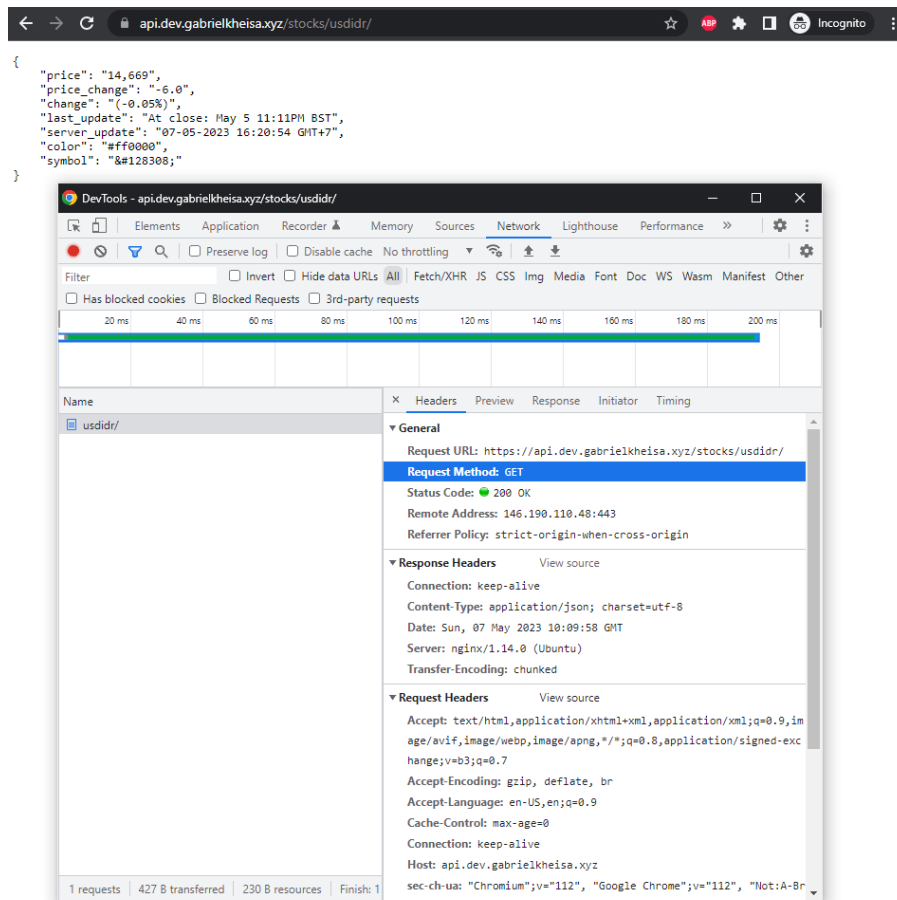 api.dev.gabrielkheisa.xyz/stocks/usdidr/
ABP
Incognito
{
    "price": "14,669",
    "price_change": "-6.0",
    "change": "(-0.05%)",
    "last_update": "At close: May 5 11:11PM BST",
    "server_update": "07-05-2023 16:20:54 GMT+7",
    "color": "#ff0000",
    "symbol": "&#128308;"
}
DevTools - api.dev.gabrielkheisa.xyz/stocks/usdidr/
Elements Application Recorder Memory Sources Network Lighthouse Performance »
Preserve log Disable cache No throttling
Filter Invert Hide data URLs All Fetch/XHR JS CSS Img Media Font Doc WS Wasm Manifest Other
Has blocked cookies Blocked Requests 3rd-party requests
20 ms 40 ms 60 ms 80 ms 100 ms 120 ms 140 ms 160 ms 180 ms 200 ms
Name
usdidr/
× Headers Preview Response Initiator Timing
General
Request URL: https://api.dev.gabrielkheisa.xyz/stocks/usdidr/
Request Method: GET
Status Code: 200 OK
Remote Address: 146.190.110.48:443
Referrer Policy: strict-origin-when-cross-origin
Response Headers View source
Connection: keep-alive
Content-Type: application/json; charset=utf-8
Date: Sun, 07 May 2023 10:09:58 GMT
Server: nginx/1.14.0 (Ubuntu)
Transfer-Encoding: chunked
Request Headers View source
Accept: text/html,application/xhtml+xml,application/xml;q=0.9,im
age/avif,image/webp,image/apng,*/*;q=0.8,application/signed-exc
hange;v=b3;q=0.7
Accept-Encoding: gzip, deflate, br
Accept-Language: en-US,en;q=0.9
Cache-Control: max-age=0
Connection: keep-alive
Host: api.dev.gabrielkheisa.xyz
sec-ch-ua: "Chromium";v="112", "Google Chrome";v="112", "Not:A-Br
1 requests 427 B transferred 230 B resources Finish: 1